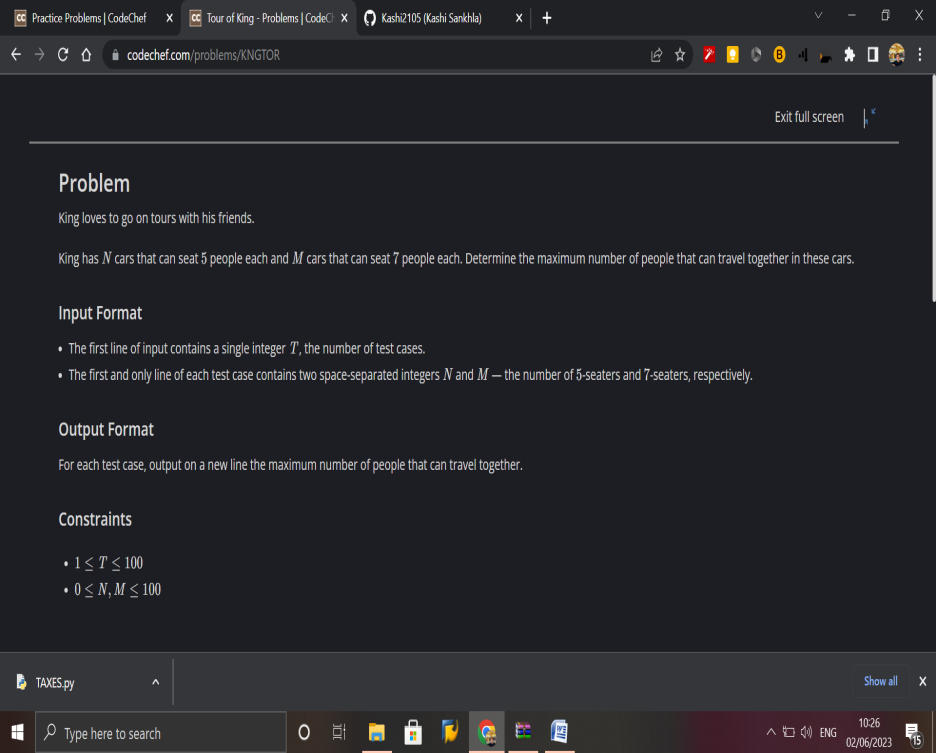 Practice Problems | CodeChef
Tour of King - Problems | CodeC
Kashi2105 (Kashi Sankhla)
codechef.com/problems/KNGTOR
Exit full screen
Problem
King loves to go on tours with his friends.
King has N cars that can seat 5 people each and M cars that can seat 7 people each. Determine the maximum number of people that can travel together in these cars.
Input Format
• The first line of input contains a single integer T, the number of test cases.
• The first and only line of each test case contains two space-separated integers N and M — the number of 5-seaters and 7-seaters, respectively.
Output Format
For each test case, output on a new line the maximum number of people that can travel together.
Constraints
• 1 ≤ T ≤ 100
• 0 ≤ N, M ≤ 100
TAXES.py
Show all
Type here to search
ENG
10:26
02/06/2023
15